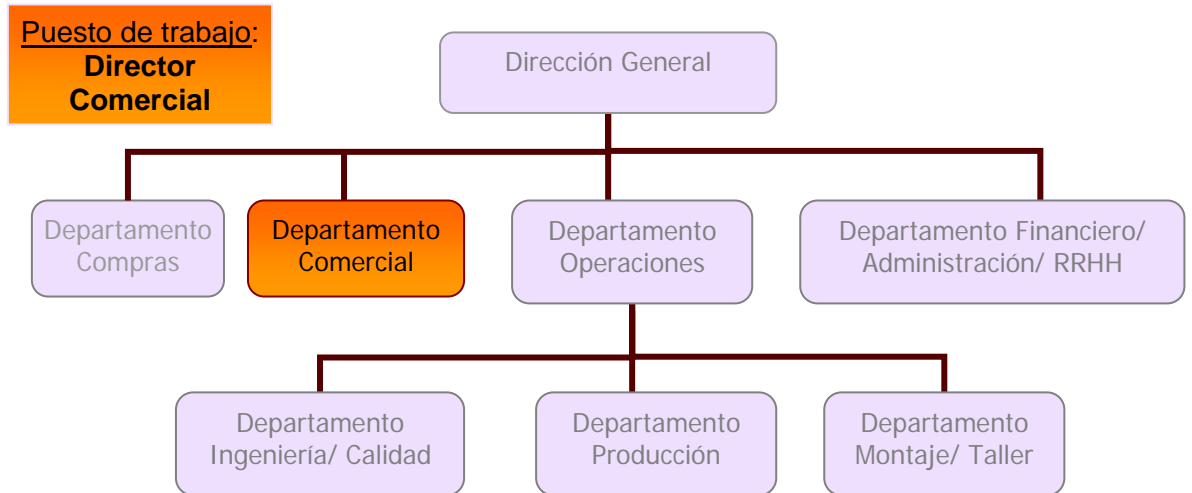 Puesto de trabajo:
Director
Comercial
Dirección General
Departamento
Compras
Departamento
Comercial
Departamento
Operaciones
Departamento Financiero/
Administración/ RRHH
Departamento
Ingeniería/ Calidad
Departamento
Producción
Departamento
Montaje/ Taller